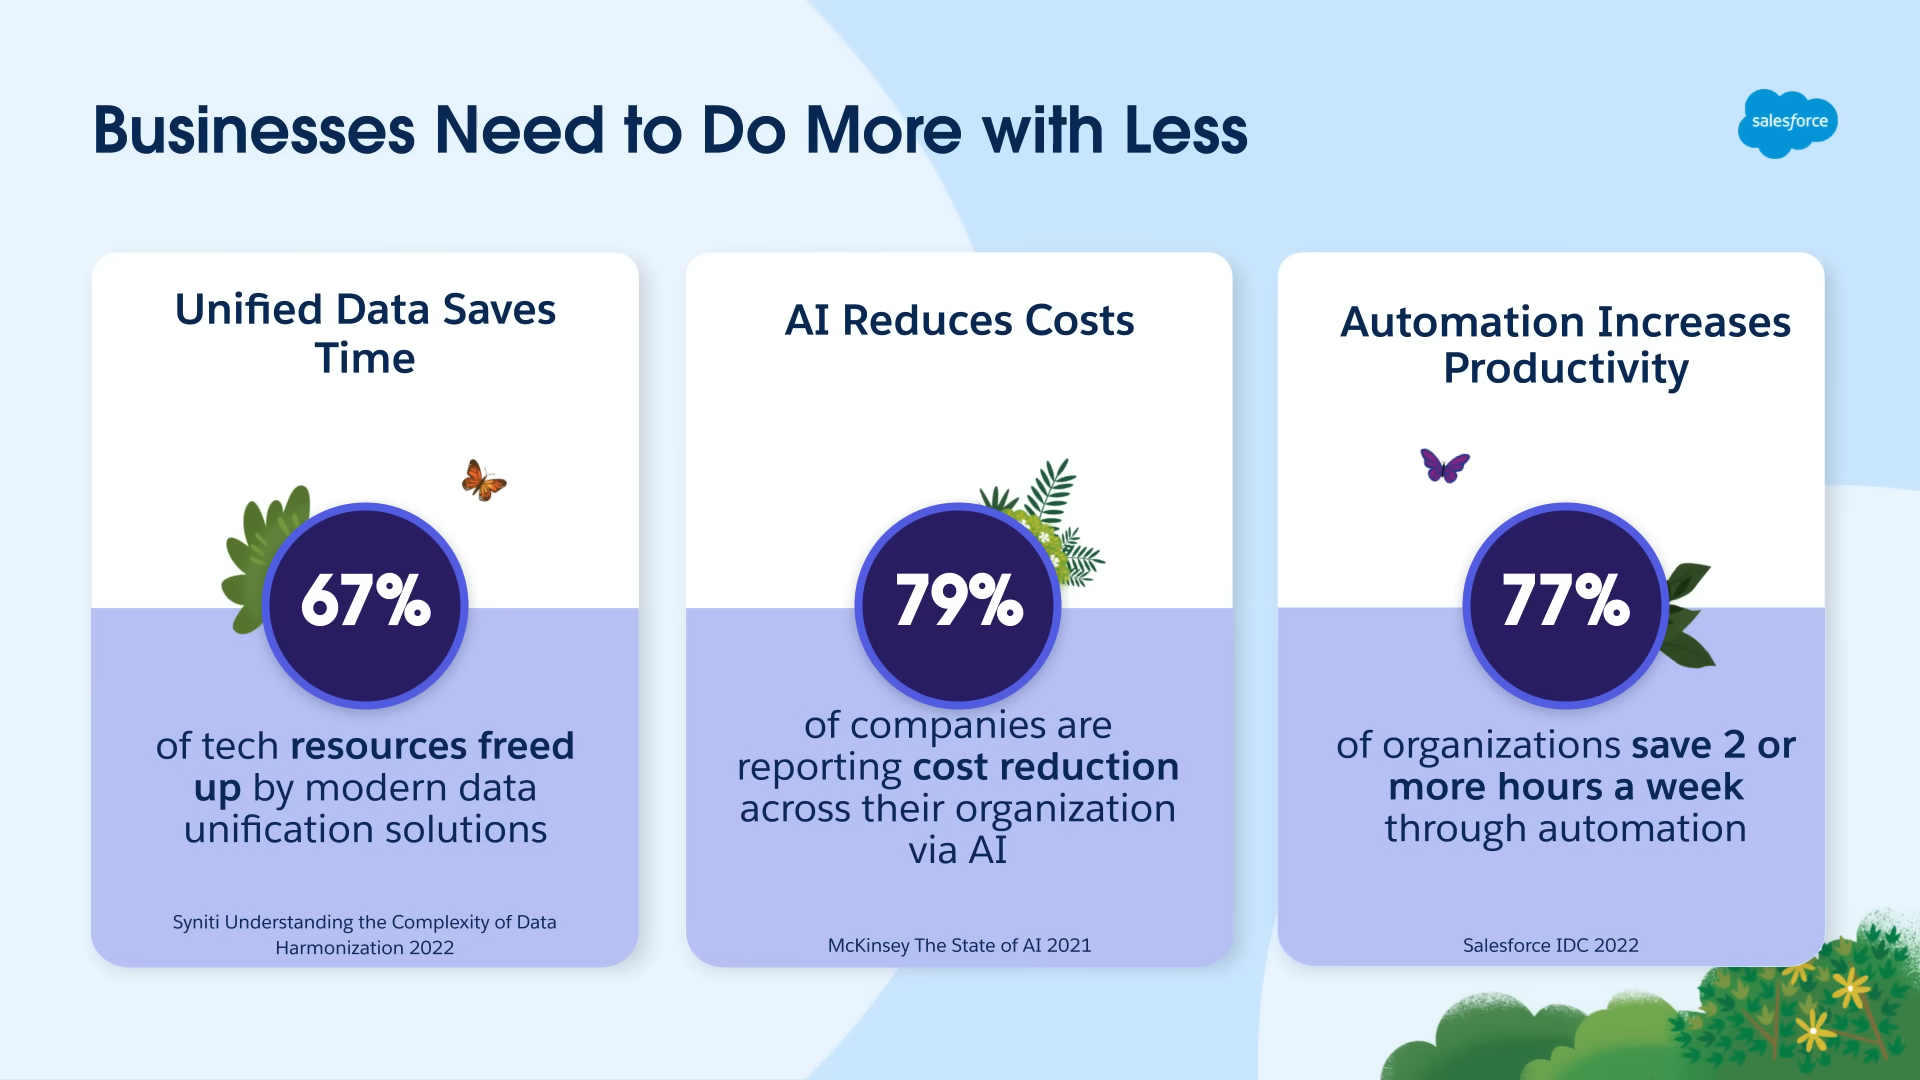 Businesses Need to Do More with Less
salesforce
Unified Data Saves
Time
67%
of tech resources freed
up by modern data
unification solutions
Syniti Understanding the Complexity of Data
Harmonization 2022
AI Reduces Costs
79%
of companies are
reporting cost reduction
across their organization
via AI
McKinsey The State of AI 2021
Automation Increases
Productivity
77%
of organizations save 2 or
more hours a week
through automation
Salesforce IDC 2022